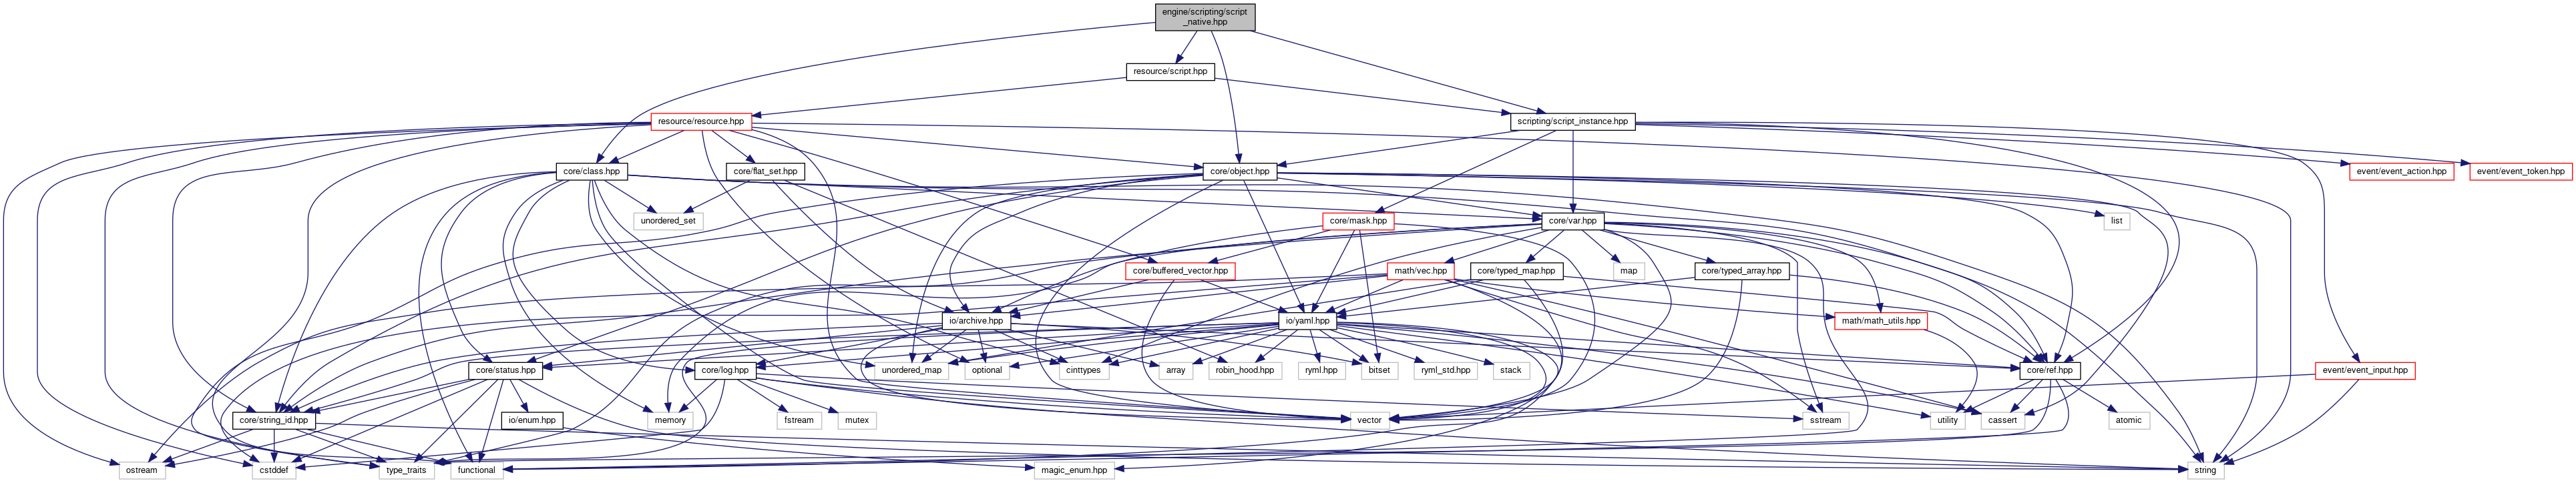 engine/scripting/script
_native.hpp
resource/script.hpp
resource/resource.hpp
scripting/script_instance.hpp
core/class.hpp
core/flat_set.hpp
core/object.hpp
event/event_action.hpp
event/event_token.hpp
unordered_set
core/mask.hpp
core/var.hpp
list
core/buffered_vector.hpp
math/vec.hpp
core/typed_map.hpp
map
core/typed_array.hpp
io/archive.hpp
io/yaml.hpp
math/math_utils.hpp
core/status.hpp
core/log.hpp
unordered_map
optional
cinttypes
array
robin_hood.hpp
ryml.hpp
bitset
ryml_std.hpp
stack
core/ref.hpp
event/event_input.hpp
core/string_id.hpp
io/enum.hpp
memory
fstream
mutex
vector
sstream
utility
cassert
atomic
ostream
cstddef
type_traits
functional
magic_enum.hpp
string